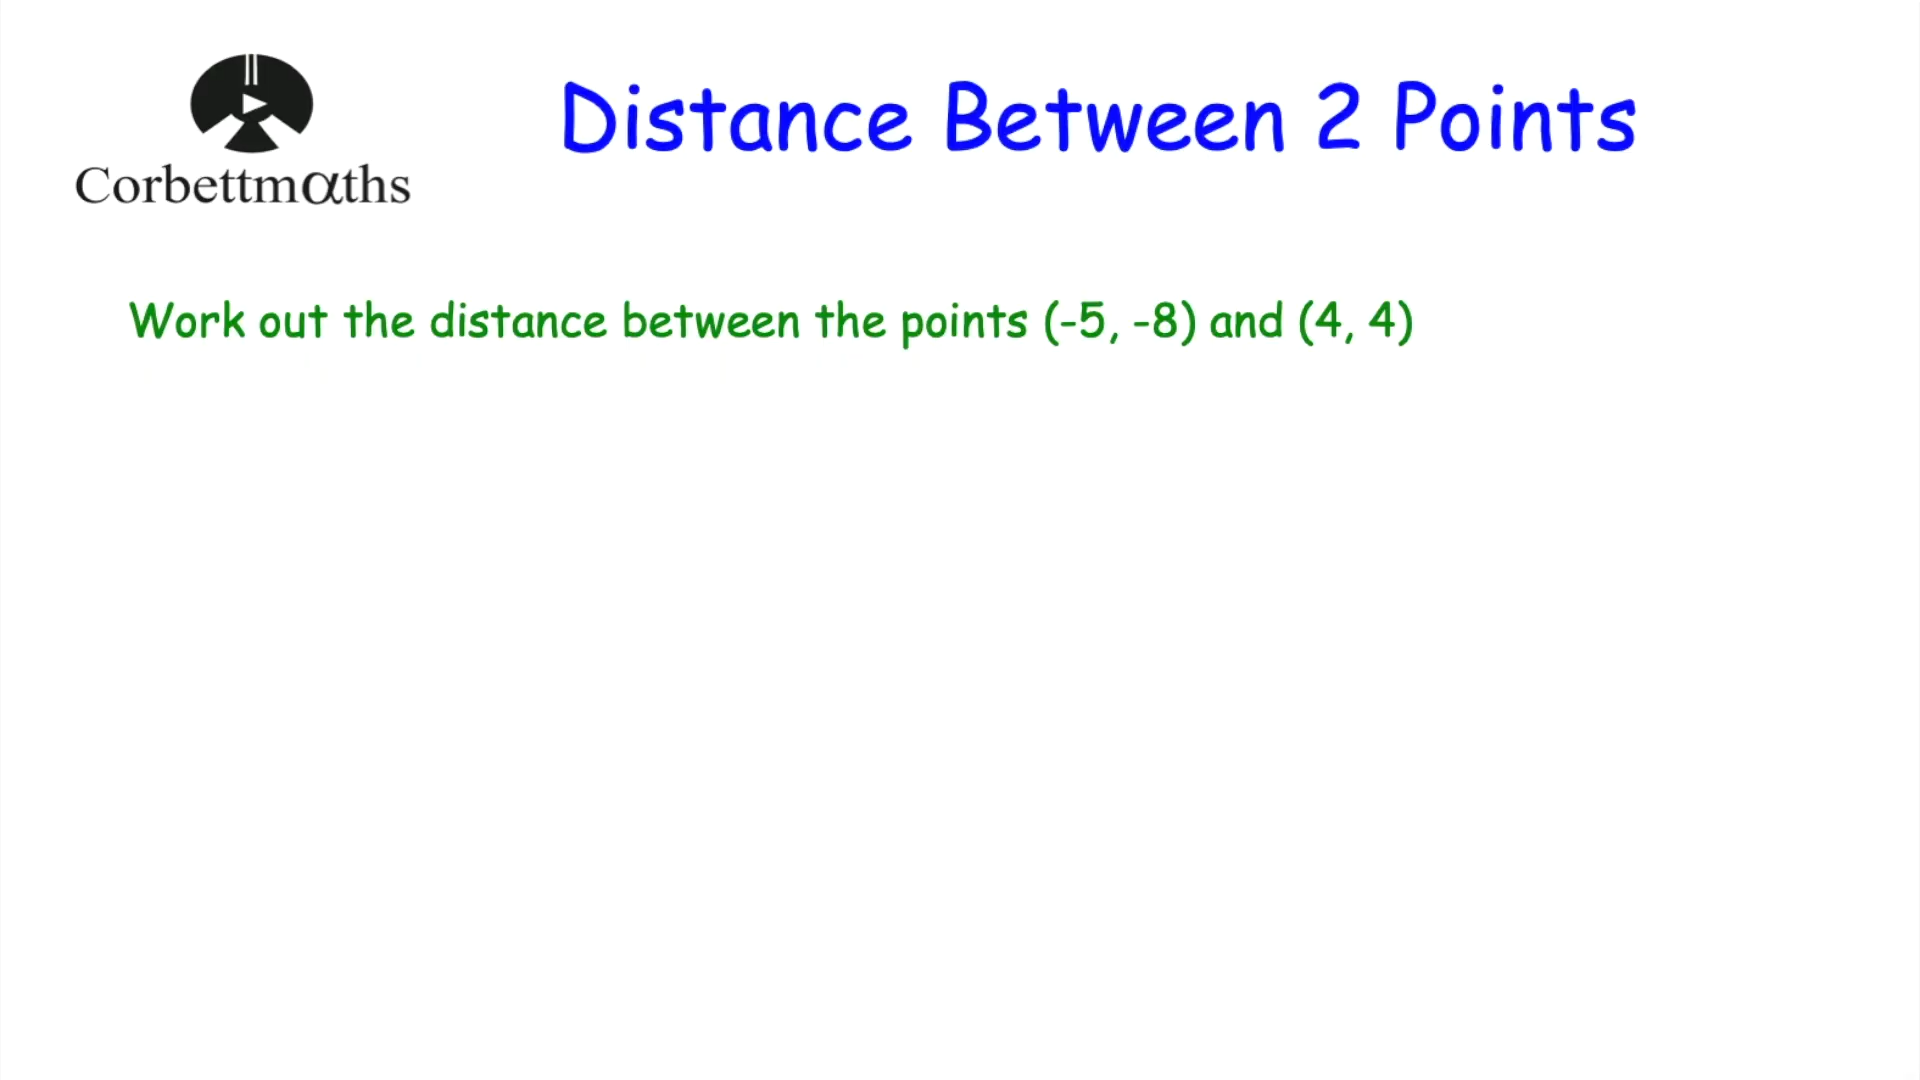 Distance Between 2 Points
Corbettmαths
Work out the distance between the points (-5, -8) and (4, 4)